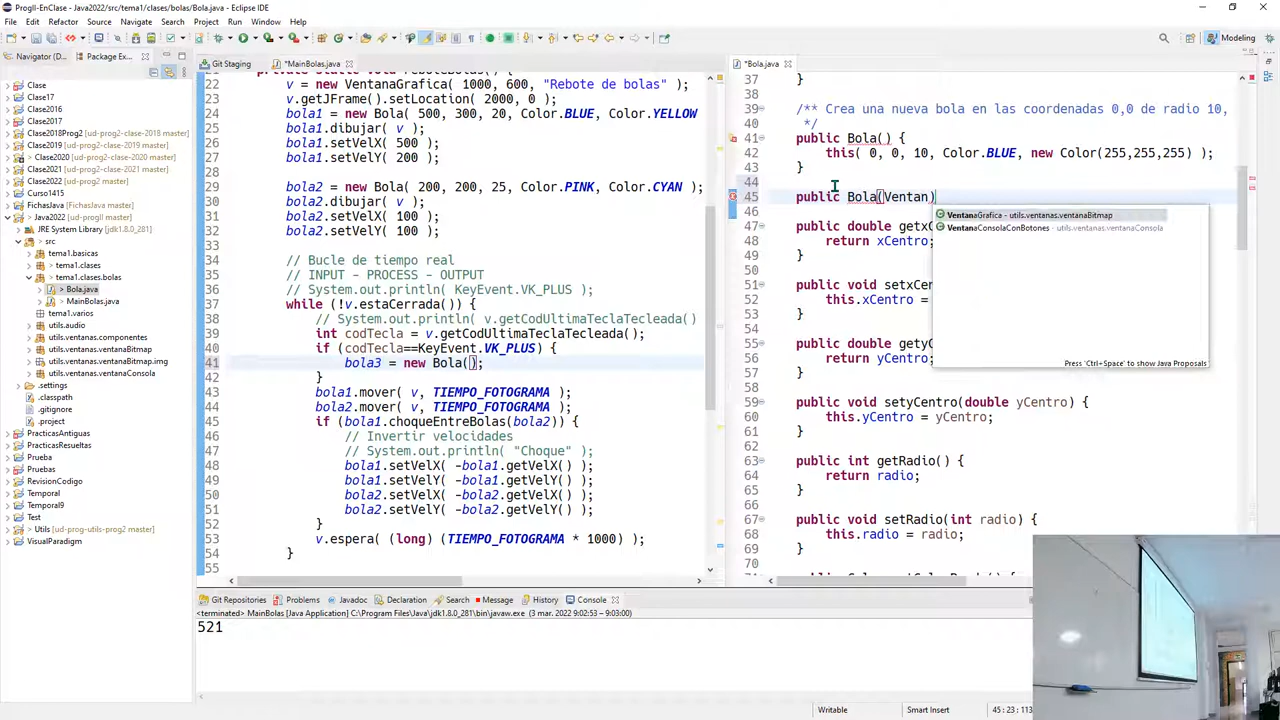 ProgII-EnClase - Java2022/src/tema1/clases/bolas/Bola.java - Eclipse IDE
File Edit Source Refactor Source Navigate Search Project Run Window Help
Modeling
Navigator (D...
Package Ex...
Clase
Clase17
Clase2016
Clase2018Prog2 [ud-prog2-clase-2018 master]
Clase2019 [ud-prog2-clase-2019 master]
> Clase2020 [ud-prog2-clase-2020 master]
Clase2021 [ud-prog2-clase-2021 master]
Clase2022 [ud-prog2-clase-2022 master]
Curso1415
FichasJava [FichasJava master]
> Java2022 [ud-prog2-clase-2022 master]
JRE System Library [jdk1.8.0_281]
> src
tema1.basicas
> tema1.clases
> tema1.clases.bolas
> Bola.java
> MainBolas.java
tema1.varios
utils.audio
utils.ventanas.componentes
utils.ventanas.ventanaBitmap
utils.ventanas.ventanaBitmap.img
utils.ventanas.ventanaConsola
.settings
.classpath
.gitignore
.project
PracticasAntiguas
PracticasResueltas
Prueba
Pruebas
RevisionCodigo
Temporal
Temporal9
Test
> Utils [ud-prog-utils-prog2 master]
VisualParadigm
Git Staging
*MainBolas.java
22 v = new VentanaGrafica( 1000, 600, "Rebote de bolas" );
23 v.getJFrame().setLocation( 2000, 0 );
24 bola1 = new Bola( 500, 300, 20, Color.BLUE, Color.YELLOW
25 bola1.dibujar( v );
26 bola1.setVelX( 500 );
27 bola1.setVelY( 200 );
28
29 bola2 = new Bola( 200, 200, 25, Color.PINK, Color.CYAN );
30 bola2.dibujar( v );
31 bola2.setVelX( 100 );
32 bola2.setVelY( 100 );
33
34 // Bucle de tiempo real
35 // INPUT - PROCESS - OUTPUT
36 // System.out.println( KeyEvent.VK_PLUS );
37 while (!v.estaCerrada()) {
38 // System.out.println( v.getCodUltimaTeclaTecleada()
39 int codTecla = v.getCodUltimaTeclaTecleada();
40 if (codTecla==KeyEvent.VK_PLUS) {
41 bola3 = new Bola();
42 }
43 bola1.mover( v, TIEMPO_FOTOGRAMA );
44 bola2.mover( v, TIEMPO_FOTOGRAMA );
45 if (bola1.choqueEntreBolas(bola2)) {
46 // Invertir velocidades
47 // System.out.println( "Choque" );
48 bola1.setVelX( -bola1.getVelX() );
49 bola1.setVelY( -bola1.getVelY() );
50 bola2.setVelX( -bola2.getVelX() );
51 bola2.setVelY( -bola2.getVelY() );
52 }
53 v.espera( (long) (TIEMPO_FOTOGRAMA * 1000) );
54 }
55
*Bola.java
37 }
38
39 /** Crea una nueva bola en las coordenadas 0,0 de radio 10,
40 */
41 public Bola() {
42 this( 0, 0, 10, Color.BLUE, new Color(255,255,255) );
43 }
44
45 public Bola(Ventan)
46
VentanaGrafica - utils.ventanas.ventanaBitmap
VentanaConsolaConBotones - utils.ventanas.ventanaConsola
Press 'Ctrl+Space' to show Java Proposals
47 public double getxC
48 return xCentro;
49 }
50
51 public void setxCen
52 this.xCentro =
53 }
54
55 public double getyC
56 return yCentro;
57 }
58
59 public void setyCentro(double yCentro) {
60 this.yCentro = yCentro;
61 }
62
63 public int getRadio() {
64 return radio;
65 }
66
67 public void setRadio(int radio) {
68 this.radio = radio;
69 }
70
Git Repositories
Problems
Javadoc
Declaration
Search
Message
History
Console
<terminated> MainBolas [Java Application] C:\Program Files\Java\jdk1.8.0_281\bin\javaw.exe (3 mar. 2022 9:02:53 – 9:03:00)
521
Writable
Smart Insert
45 : 23 : 113